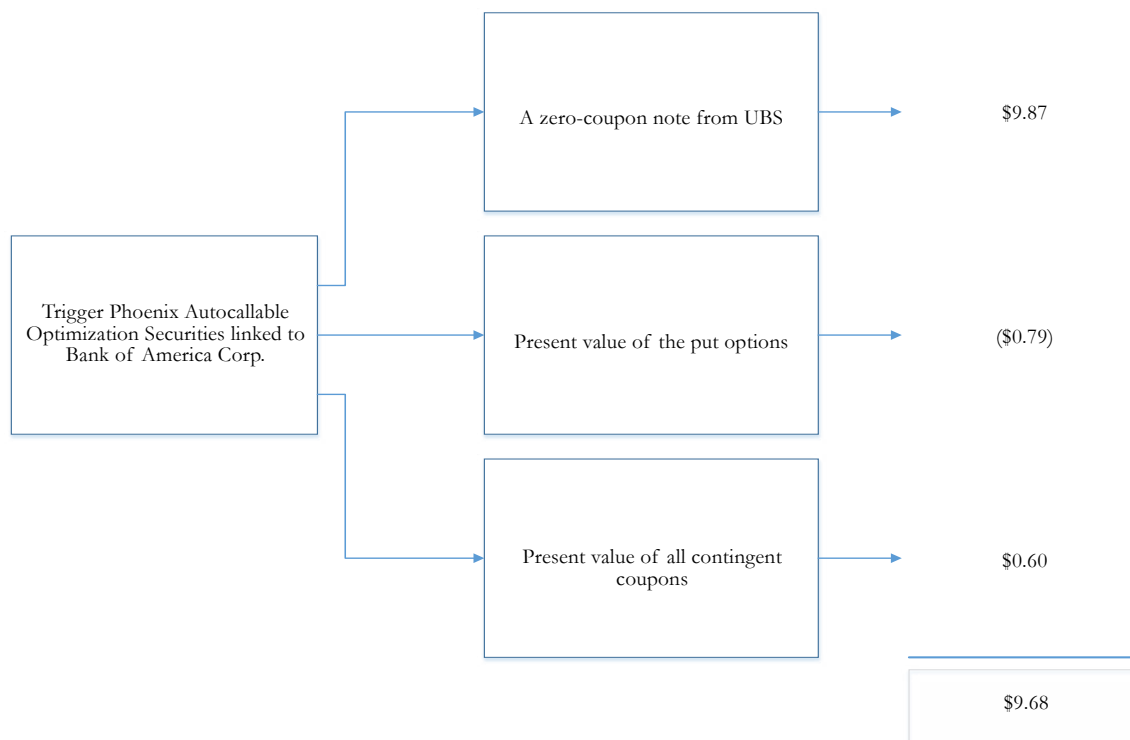 A zero-coupon note from UBS
$9.87
Trigger Phoenix Autocallable
Optimization Securities linked to
Bank of America Corp.
Present value of the put options
($0.79)
Present value of all contingent
coupons
$0.60
$9.68